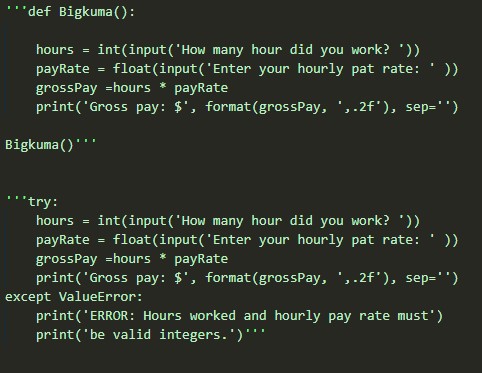 '''def Bigkuma():
    hours = int(input('How many hour did you work? '))
    payRate = float(input('Enter your hourly pat rate: ' ))
    grossPay =hours * payRate
    print('Gross pay: $', format(grossPay, ',.2f'), sep='')
Bigkuma()'''
'''try:
    hours = int(input('How many hour did you work? '))
    payRate = float(input('Enter your hourly pat rate: ' ))
    grossPay =hours * payRate
    print('Gross pay: $', format(grossPay, ',.2f'), sep='')
except ValueError:
    print('ERROR: Hours worked and hourly pay rate must')
    print('be valid integers.')'''